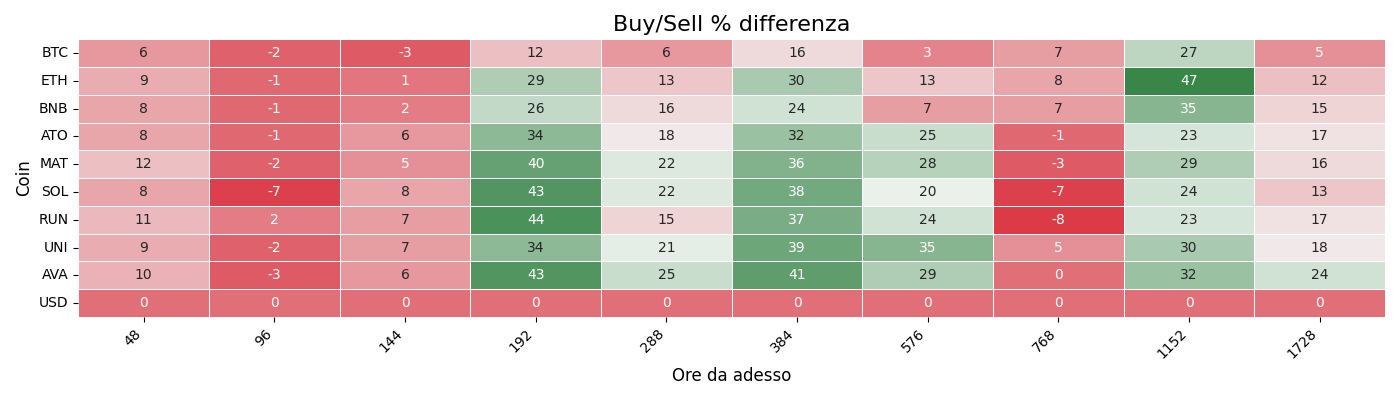 Buy/Sell % differenza
Coin
BTC 6 -2 -3 12 6 16 3 7 27 5
ETH 9 -1 1 29 13 30 13 8 47 12
BNB 8 -1 2 26 16 24 7 7 35 15
ATO 8 -1 6 34 18 32 25 -1 23 17
MAT 12 -2 5 40 22 36 28 -3 29 16
SOL 8 -7 8 43 22 38 20 -7 24 13
RUN 11 2 7 44 15 37 24 -8 23 17
UNI 9 -2 7 34 21 39 35 5 30 18
AVA 10 -3 6 43 25 41 29 0 32 24
USD 0 0 0 0 0 0 0 0 0 0
48 96 144 192 288 384 576 768 1152 1728
Ore da adesso